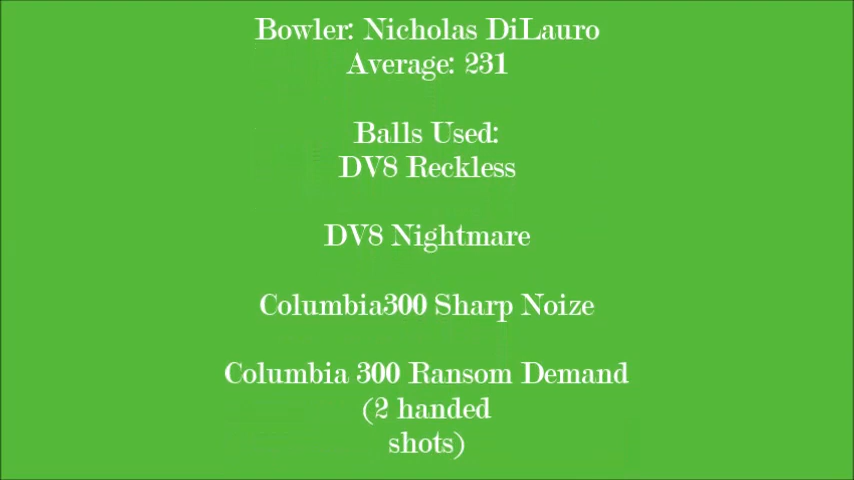 Bowler: Nicholas DiLauro
Average: 231
Balls Used:
DV8 Reckless
DV8 Nightmare
Columbia300 Sharp Noize
Columbia 300 Ransom Demand
(2 handed
shots)